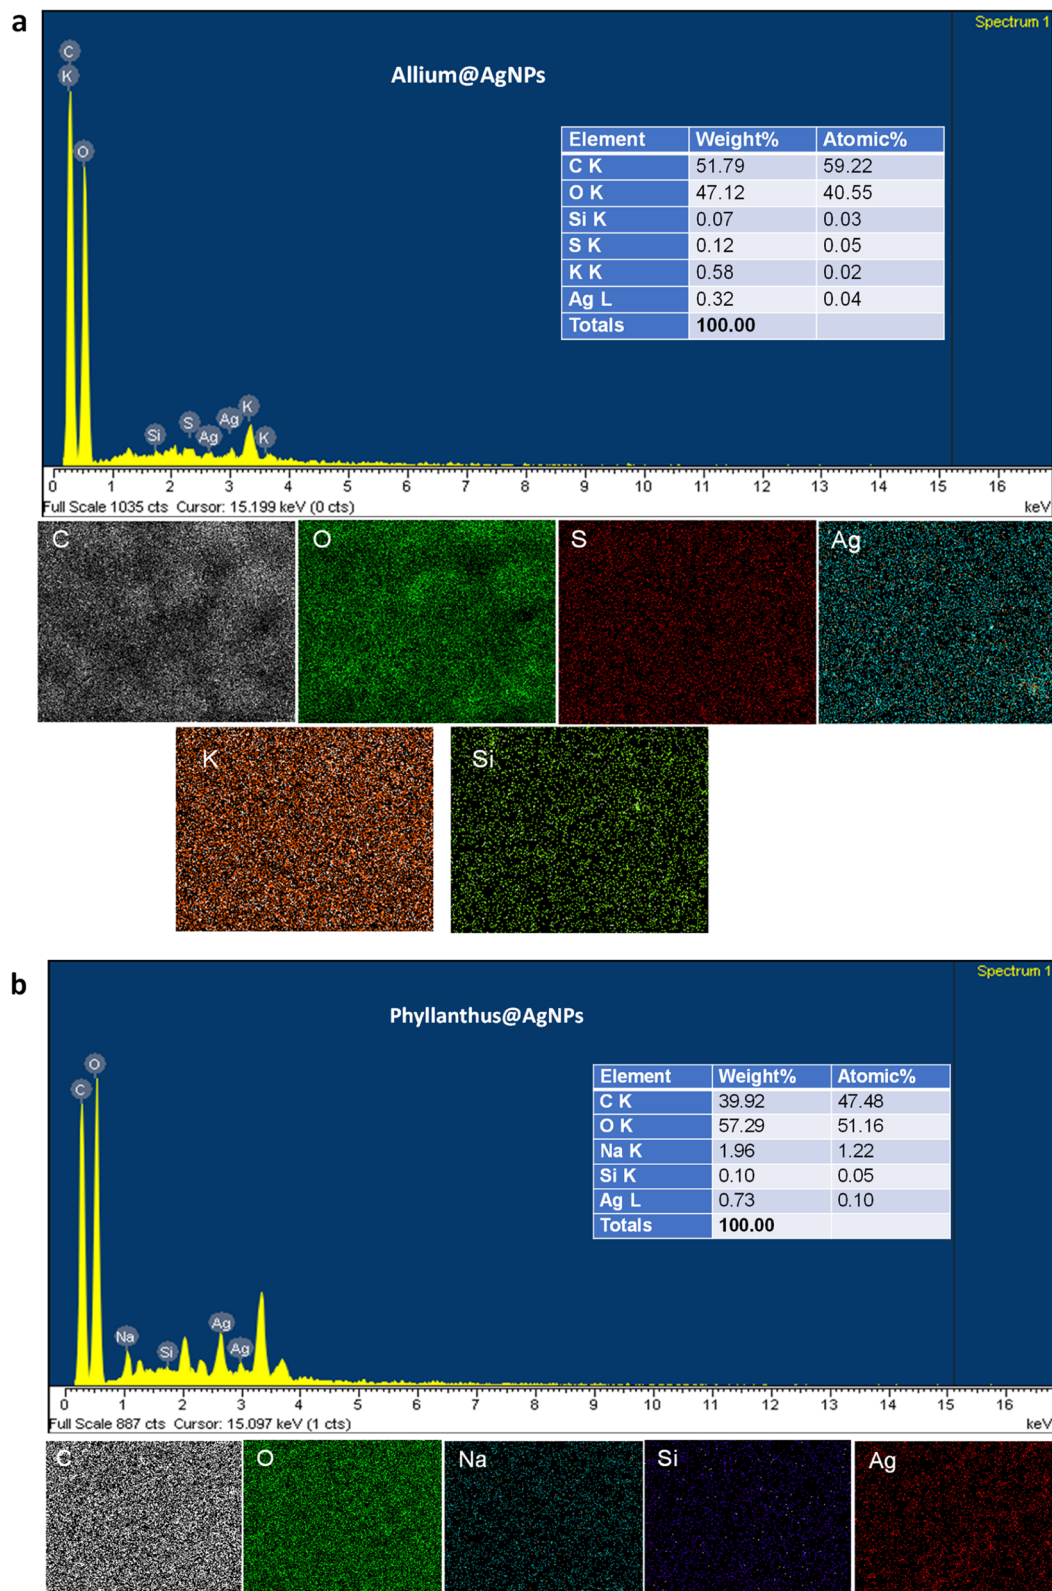 a
Spectrum 1
C
K
Allium@AgNPs
O
Element Weight% Atomic%
C K 51.79 59.22
O K 47.12 40.55
Si K 0.07 0.03
S K 0.12 0.05
K K 0.58 0.02
Ag L 0.32 0.04
Totals 100.00
Si S Ag Ag K K
0 1 2 3 4 5 6 7 8 9 10 11 12 13 14 15 16
Full Scale 1035 cts Cursor: 15.199 keV (0 cts) keV
C O S Ag
K Si
b
Spectrum 1
Phyllanthus@AgNPs
C O
Element Weight% Atomic%
C K 39.92 47.48
O K 57.29 51.16
Na K 1.96 1.22
Si K 0.10 0.05
Ag L 0.73 0.10
Totals 100.00
Na Si Ag Ag
0 1 2 3 4 5 6 7 8 9 10 11 12 13 14 15 16
Full Scale 887 cts Cursor: 15.097 keV (1 cts) keV
C O Na Si Ag